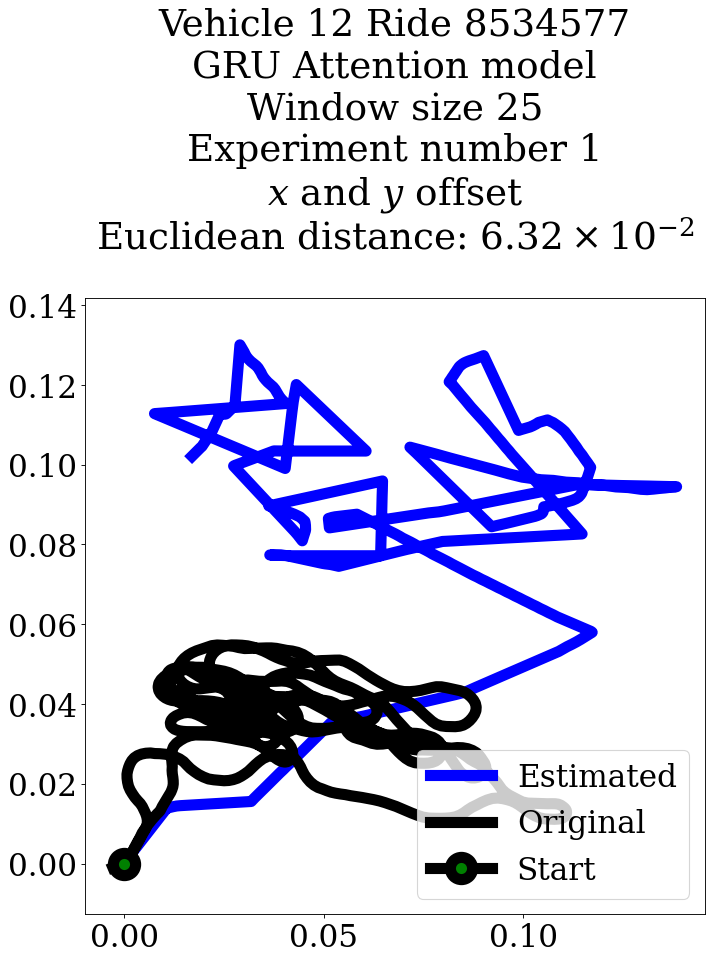 Vehicle 12 Ride 8534577
GRU Attention model
Window size 25
Experiment number 1
x and y offset
Euclidean distance: 6.32 × 10⁻²
0.14
0.12
0.10
0.08
0.06
0.04
0.02
0.00
Estimated
Original
Start
0.00 0.05 0.10